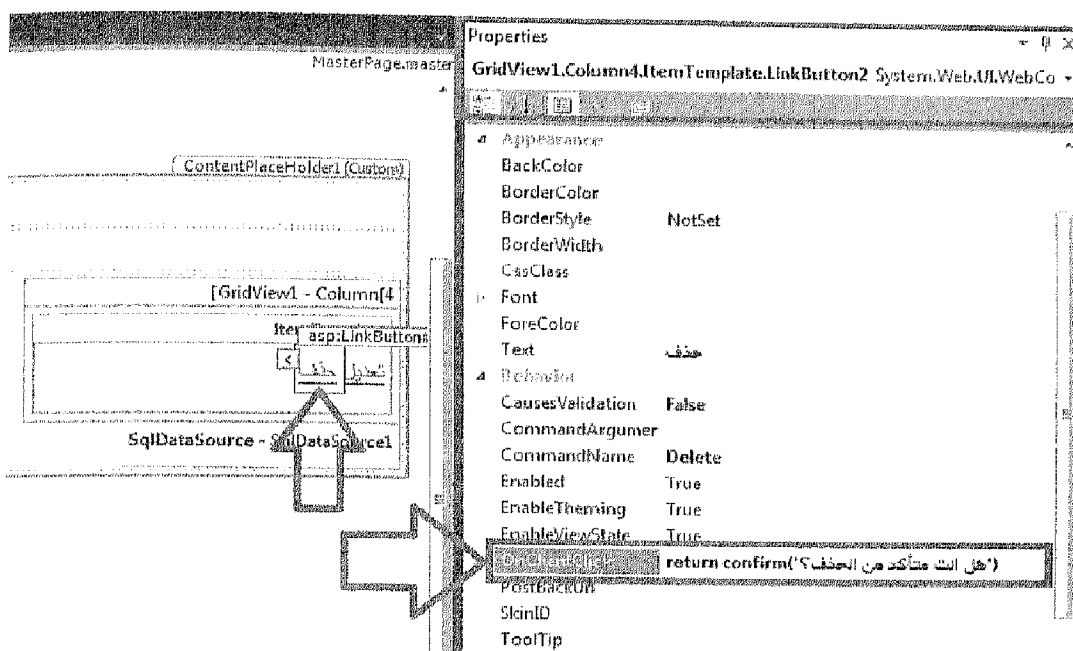 MasterPage.master
ContentPlaceHolder1 (Custom)
[GridView1 - Column[4
asp:LinkButton
تعديل حذف
SqlDataSource - SqlDataSource1
Properties
GridView1.Column4.ItemTemplate.LinkButton2 System.Web.UI.WebCo
Appearance
BackColor
BorderColor
BorderStyle NotSet
BorderWidth
CssClass
Font
ForeColor
Text حذف
Behavior
CausesValidation False
CommandArgumer
CommandName Delete
Enabled True
EnableTheming True
EnableViewState True
OnClientClick return confirm('هل انت متأكد من الحذف؟')
PostBackUrl
SkinID
ToolTip